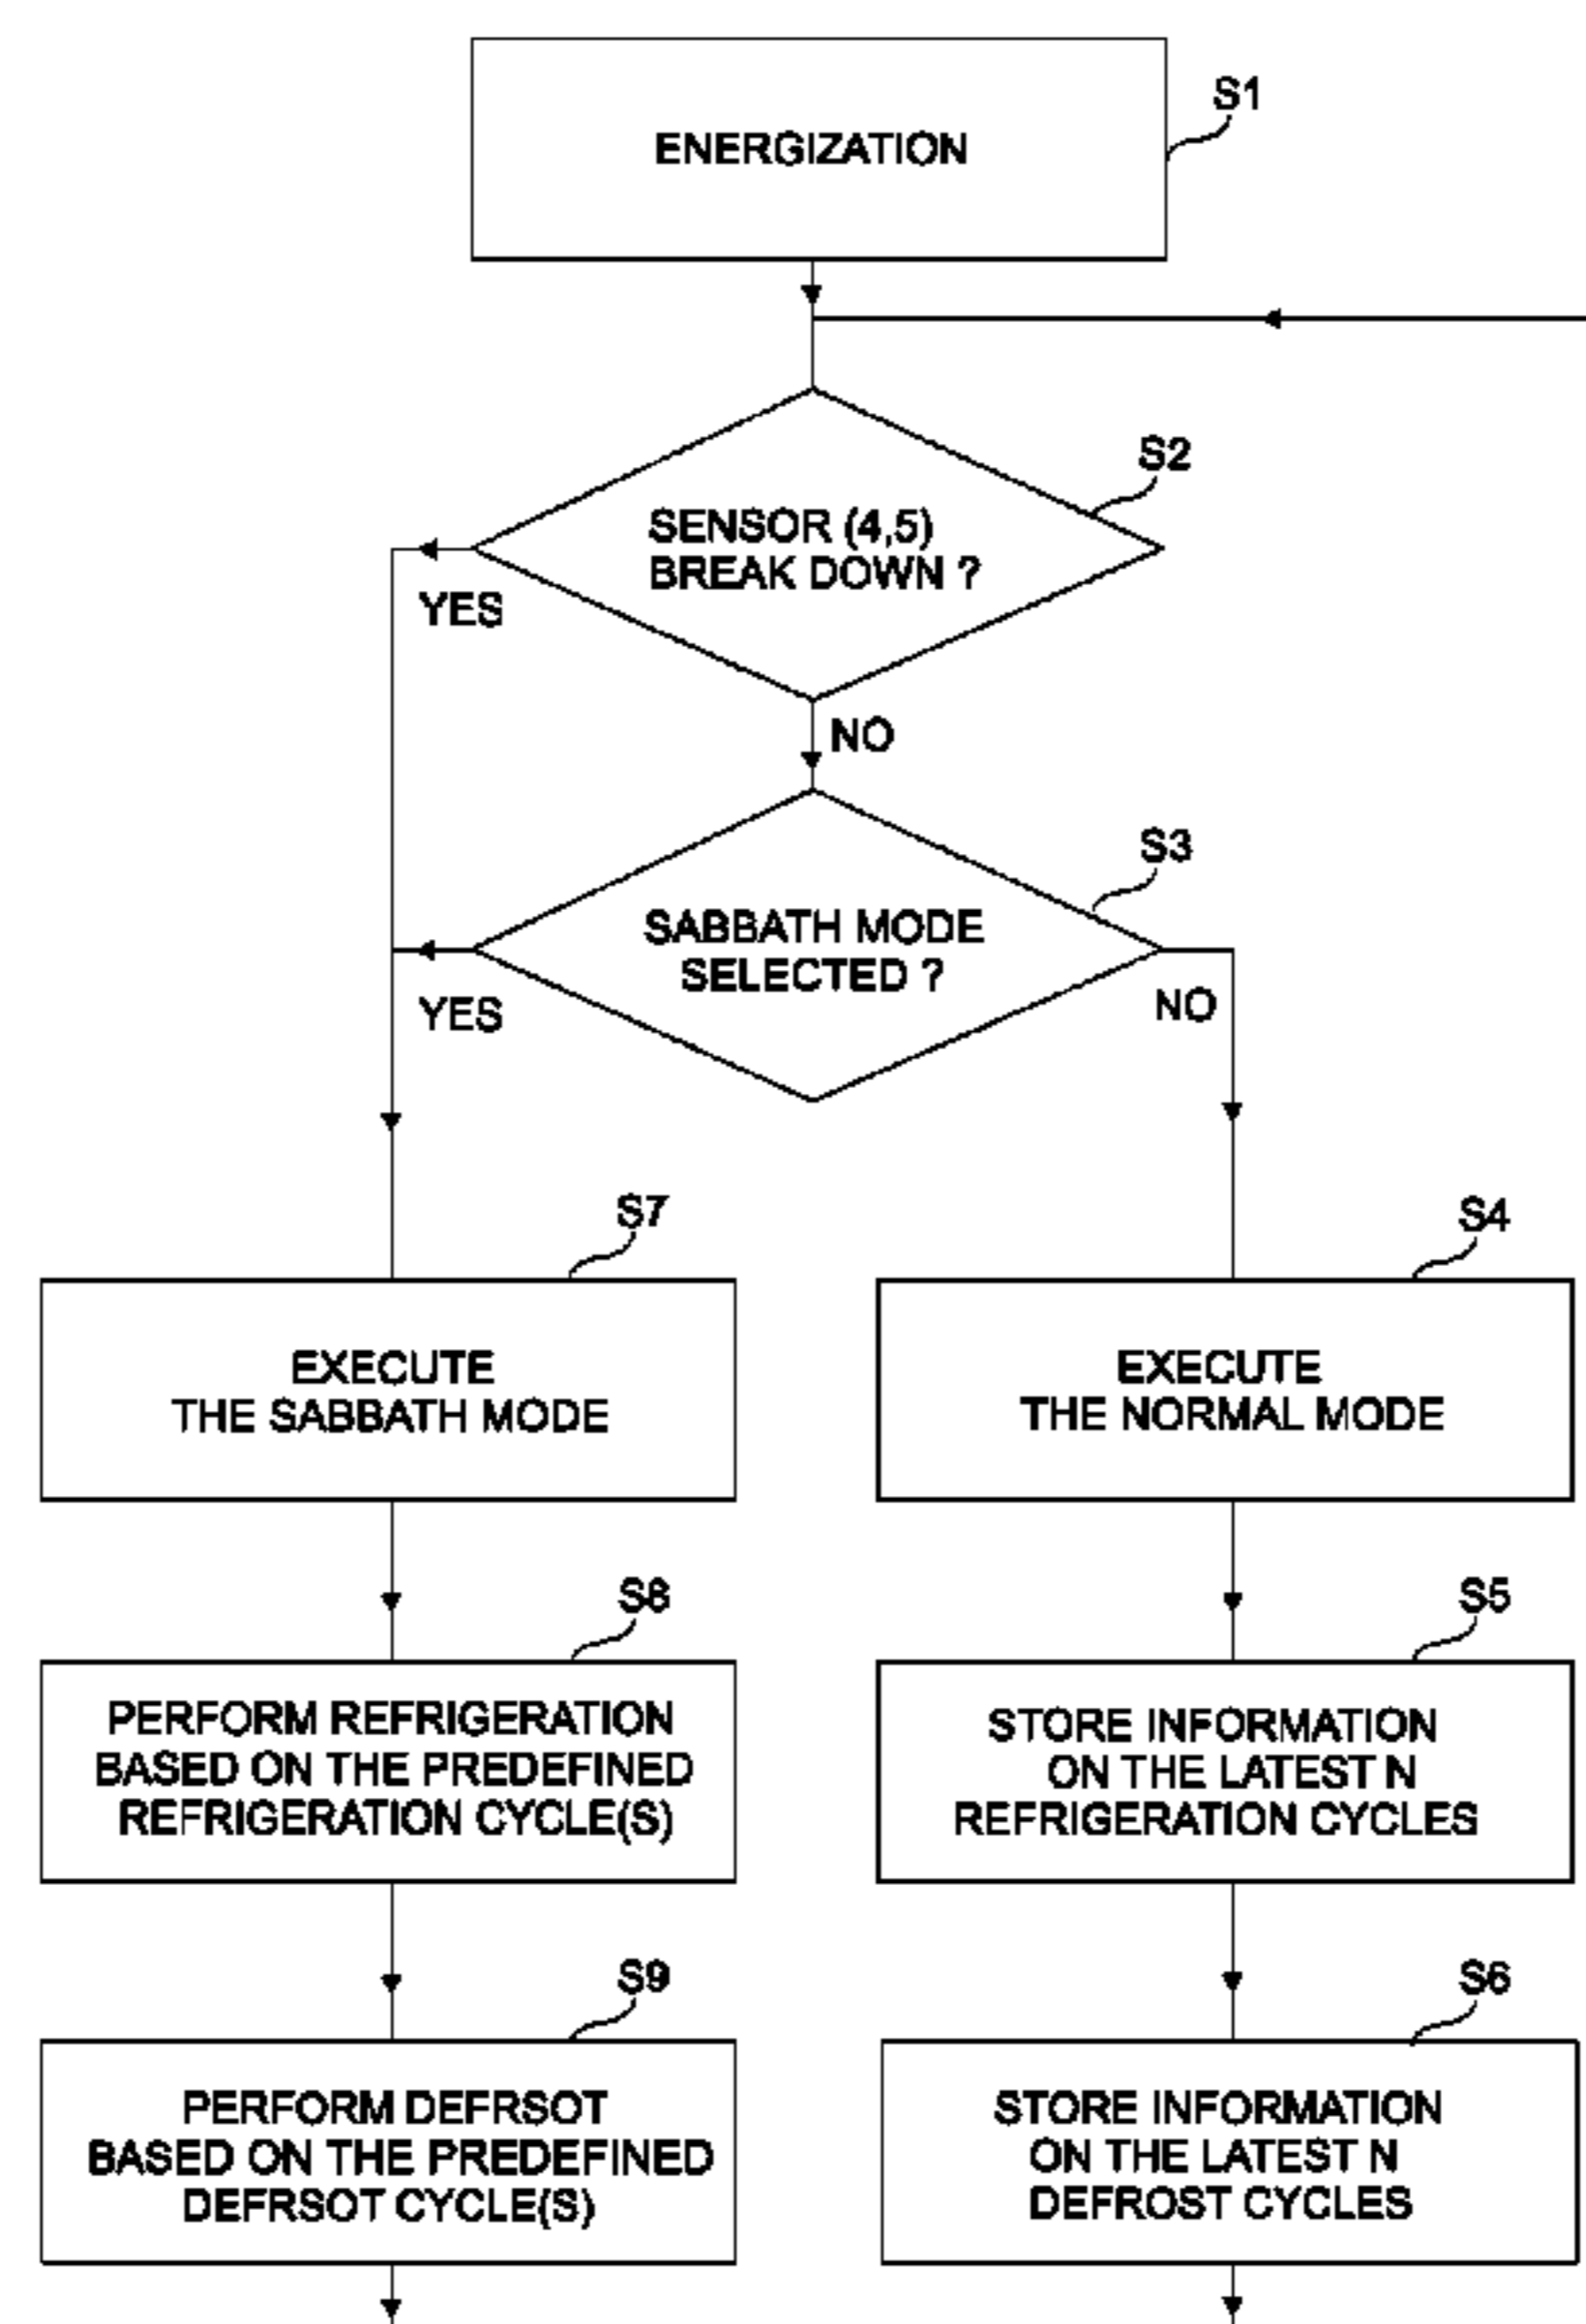 ENERGIZATION
S1
S2
SENSOR (4,5)
BREAK DOWN ?
YES
NO
S3
SABBATH MODE
SELECTED ?
YES
NO
S7
S4
EXECUTE
THE SABBATH MODE
EXECUTE
THE NORMAL MODE
S8
S5
PERFORM REFRIGERATION
BASED ON THE PREDEFINED
REFRIGERATION CYCLE(S)
STORE INFORMATION
ON THE LATEST N
REFRIGERATION CYCLES
S9
S6
PERFORM DEFRSOT
BASED ON THE PREDEFINED
DEFRSOT CYCLE(S)
STORE INFORMATION
ON THE LATEST N
DEFROST CYCLES